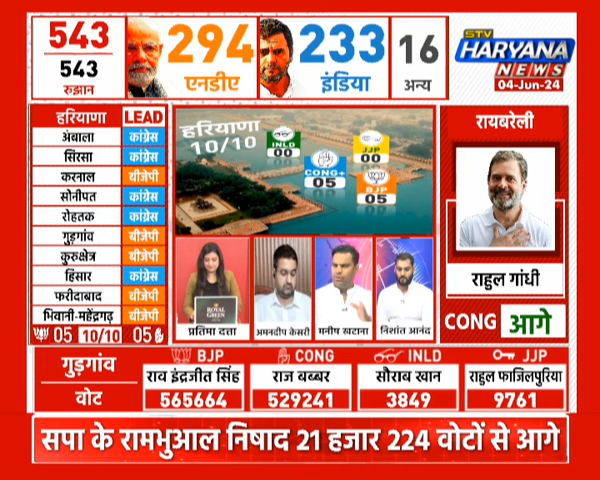 543
543
रुझान
294
एनडीए
233
इंडिया
16
अन्य
STV
HARYANA
NEWS
04-Jun-24
हरियाणा LEAD
अंबाला कांग्रेस
सिरसा कांग्रेस
करनाल बीजेपी
सोनीपत कांग्रेस
रोहतक कांग्रेस
गुड़गांव बीजेपी
कुरुक्षेत्र बीजेपी
हिसार कांग्रेस
फरीदाबाद बीजेपी
भिवानी-महेंद्रगढ़ बीजेपी
05 10/10 05
हरियाणा
10/10
INLD
00
JJP
00
CONG+
05
BJP
05
ROYAL
GREEN
प्रतिमा दत्ता
अमनदीप केसरी
मनीष खटाना
निशांत आनंद
रायबरेली
राहुल गांधी
CONG आगे
गुड़गांव
वोट
BJP
राव इंद्रजीत सिंह
565664
CONG
राज बब्बर
529241
INLD
सौराब खान
3849
JJP
राहुल फाजिलपुरिया
9761
सपा के रामभुआल निषाद 21 हजार 224 वोटों से आगे